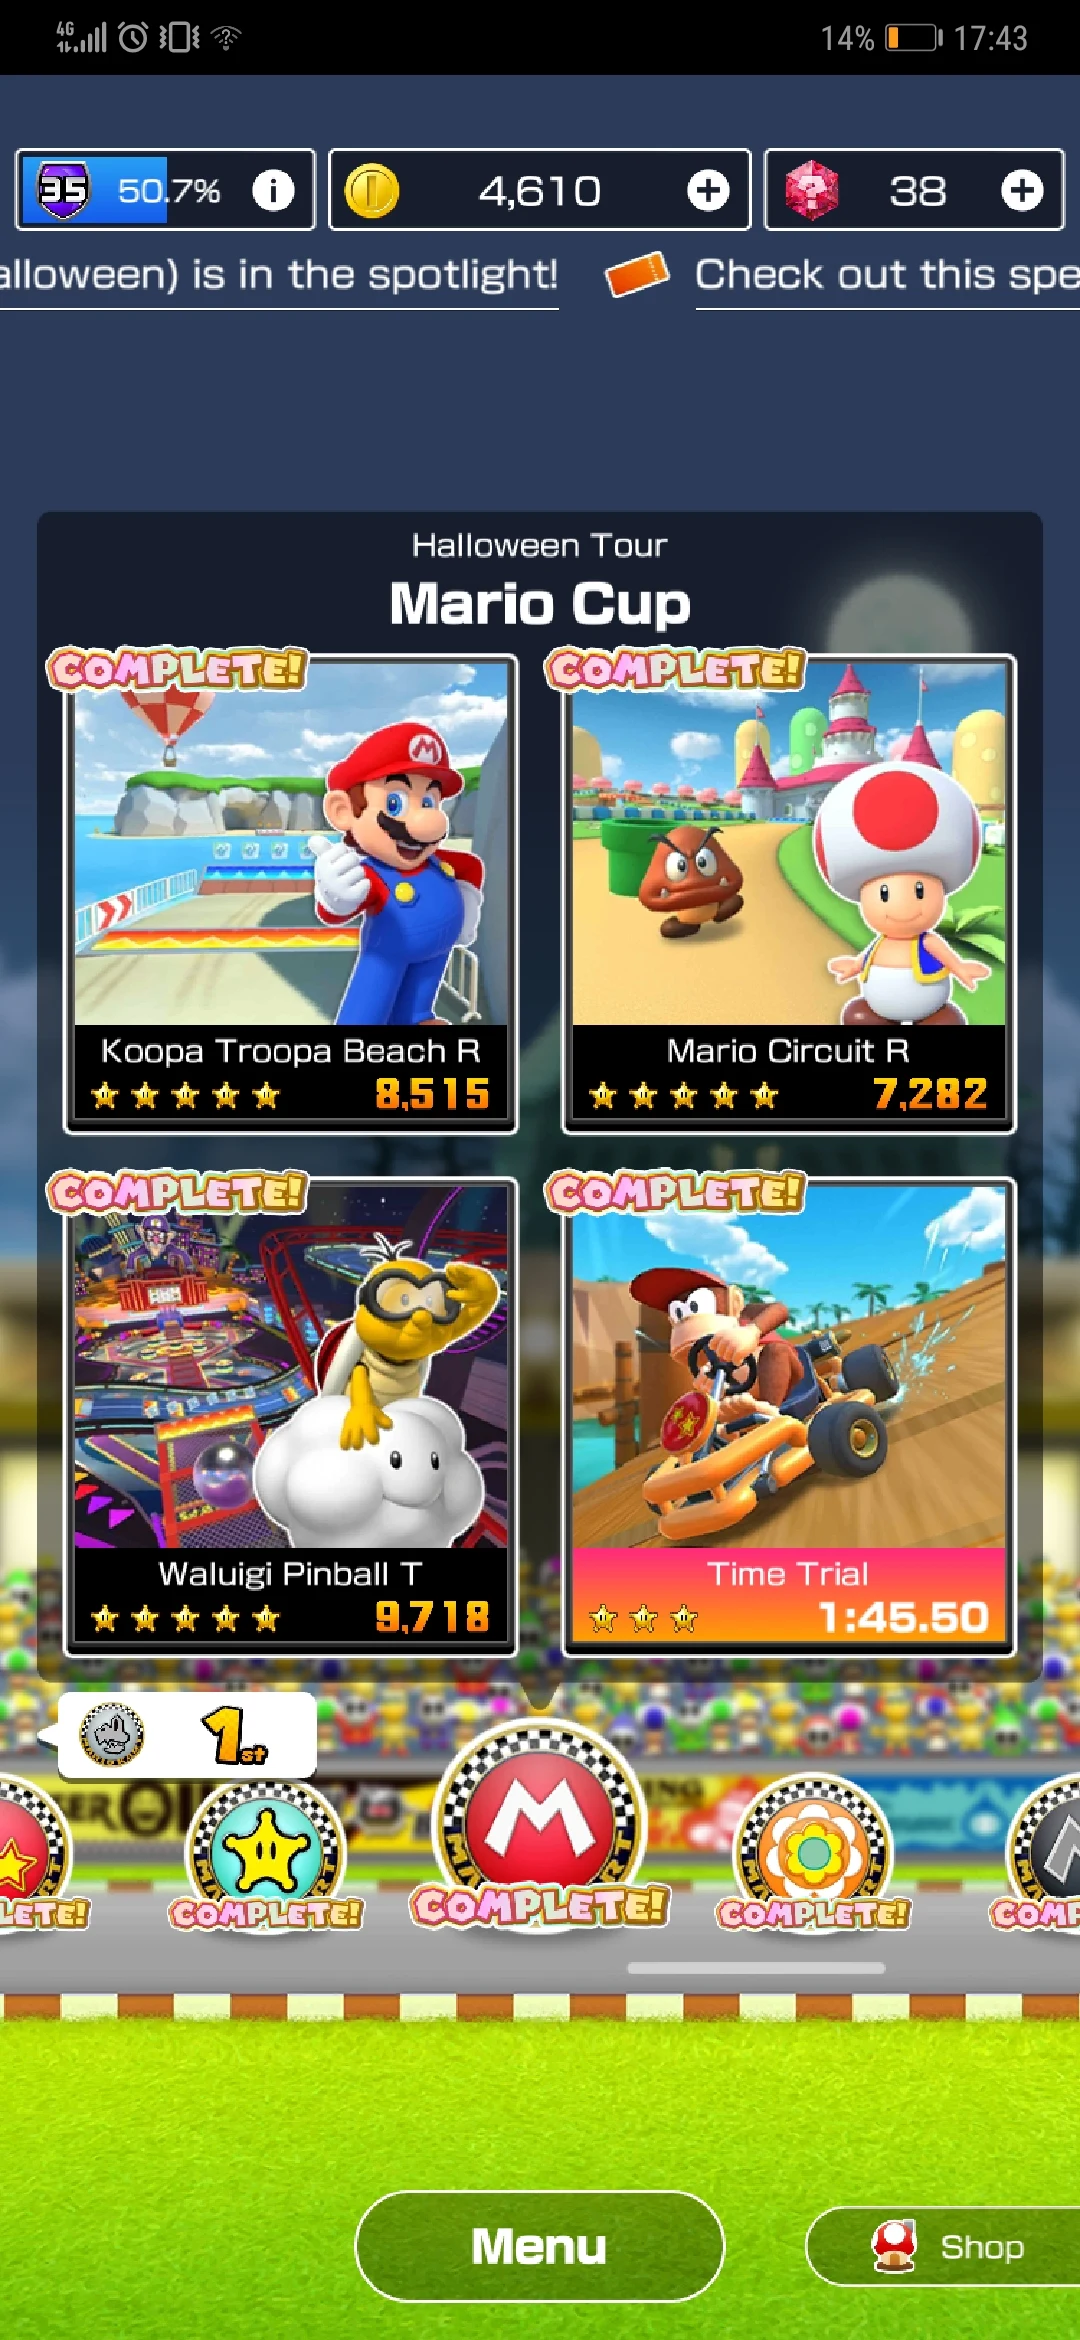 4G
14% 17:43
35 50.7% i 4,610 + 38 +
alloween) is in the spotlight! Check out this spe
Halloween Tour
Mario Cup
COMPLETE! COMPLETE!
Koopa Troopa Beach R Mario Circuit R
8,515 7,282
COMPLETE! COMPLETE!
Waluigi Pinball T Time Trial
9,718 1:45.50
1st
M
LETE! COMPLETE! COMPLETE! COMPLETE! COMP
Menu Shop